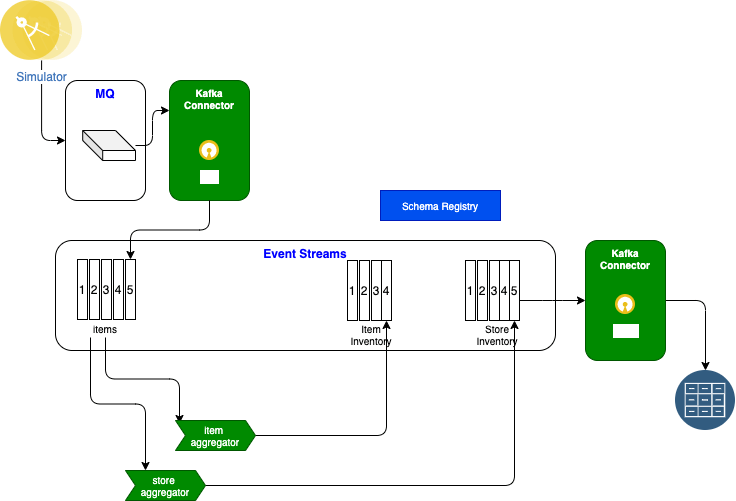 Simulator
MQ
Kafka
Connector
Schema Registry
Event Streams
1 2 3 4 5
items
1 2 3 4
Item
Inventory
1 2 3 4 5
Store
Inventory
Kafka
Connector
item
aggregator
store
aggregator